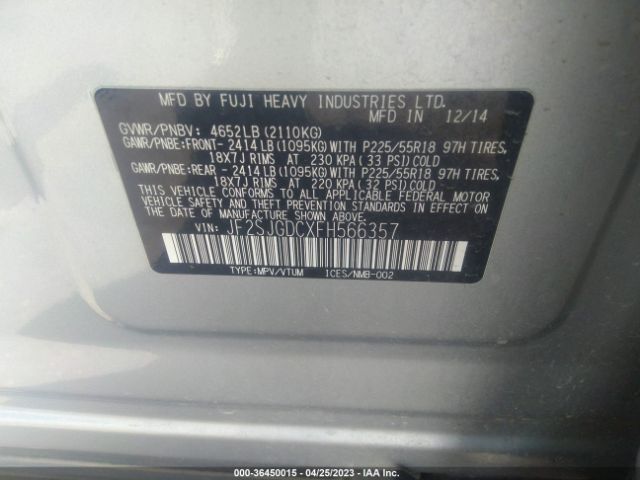 MFD BY FUJI HEAVY INDUSTRIES LTD.
MFD IN 12/14
GVWR/PNBV: 4652LB(2110KG)
GAWR/PNBE:FRONT- 2414LB(1095KG)WITH P225/55R18 97H TIRES,
18X7J RIMS AT 230 KPA(33 PSI)COLD
GAWR/PNBE:REAR - 2414LB(1095KG)WITH P225/55R18 97H TIRES,
18X7J RIMS AT 220 KPA(32 PSI)COLD
THIS VEHICLE CONFORMS TO ALL APPLICABLE FEDERAL MOTOR
VEHICLE SAFETY AND THEFT PREVENTION STANDARDS IN EFFECT
ON THE DATE OF MANUFACTURE SHOWN ABOVE.
VIN: JF2SJGDCXFH566357
TYPE:MPV/VTUM ICES/NMB-002
000-36450015 - 04/25/2023 - IAA Inc.